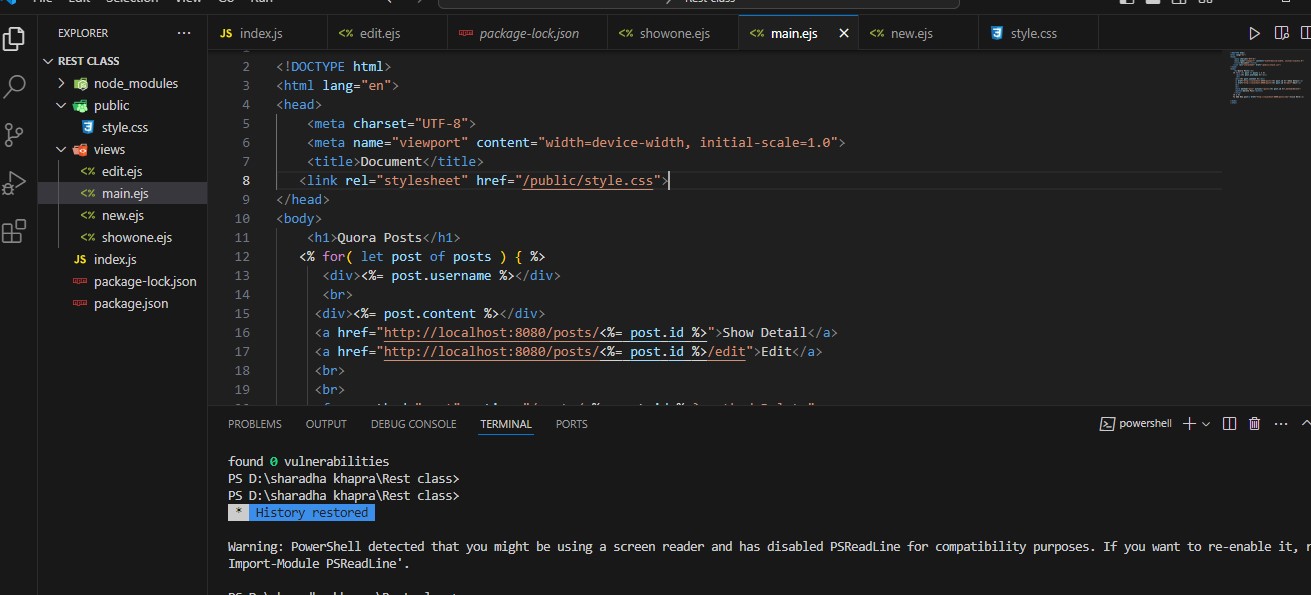 File Edit Selection View Go Run
Rest class
EXPLORER
REST CLASS
node_modules
public
style.css
views
edit.ejs
main.ejs
new.ejs
showone.ejs
JS index.js
package-lock.json
package.json
JS index.js
<> edit.ejs
package-lock.json
<> showone.ejs
<> main.ejs
<> new.ejs
style.css
2 <!DOCTYPE html>
3 <html lang="en">
4 <head>
5 <meta charset="UTF-8">
6 <meta name="viewport" content="width=device-width, initial-scale=1.0">
7 <title>Document</title>
8 <link rel="stylesheet" href="/public/style.css">
9 </head>
10 <body>
11 <h1>Quora Posts</h1>
12 <% for( let post of posts ) { %>
13 <div><%= post.username %></div>
14 <br>
15 <div><%= post.content %></div>
16 <a href="http://localhost:8080/posts/<%= post.id %>">Show Detail</a>
17 <a href="http://localhost:8080/posts/<%= post.id %>/edit">Edit</a>
18 <br>
19 <br>
PROBLEMS
OUTPUT
DEBUG CONSOLE
TERMINAL
PORTS
powershell
found 0 vulnerabilities
PS D:\sharadha khapra\Rest class>
PS D:\sharadha khapra\Rest class>
* History restored
Warning: PowerShell detected that you might be using a screen reader and has disabled PSReadLine for compatibility purposes. If you want to re-enable it,
Import-Module PSReadLine'.